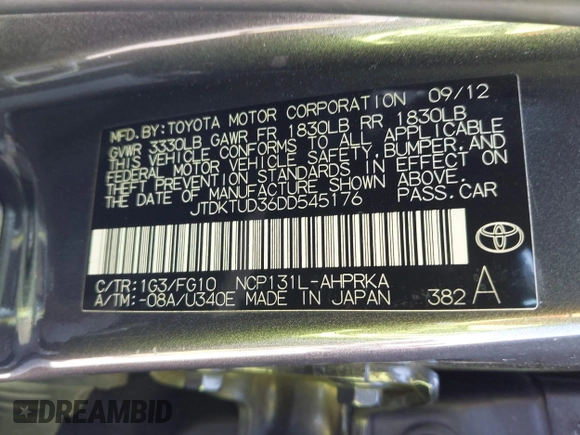 MFD. BY: TOYOTA MOTOR CORPORATION 09/12
GVWR 3330LB GAWR FR 1830LB RR 1830LB
THIS VEHICLE CONFORMS TO ALL APPLICABLE
FEDERAL MOTOR VEHICLE SAFETY, BUMPER, AND
THEFT PREVENTION STANDARDS IN EFFECT ON
THE DATE OF MANUFACTURE SHOWN ABOVE.
JTDKTUD36DD545176 PASS. CAR
C/TR: 1G3/FG10 NCP131L-AHPRKA
A/TM: -08A/U340E MADE IN JAPAN 382 A
DREAMBID